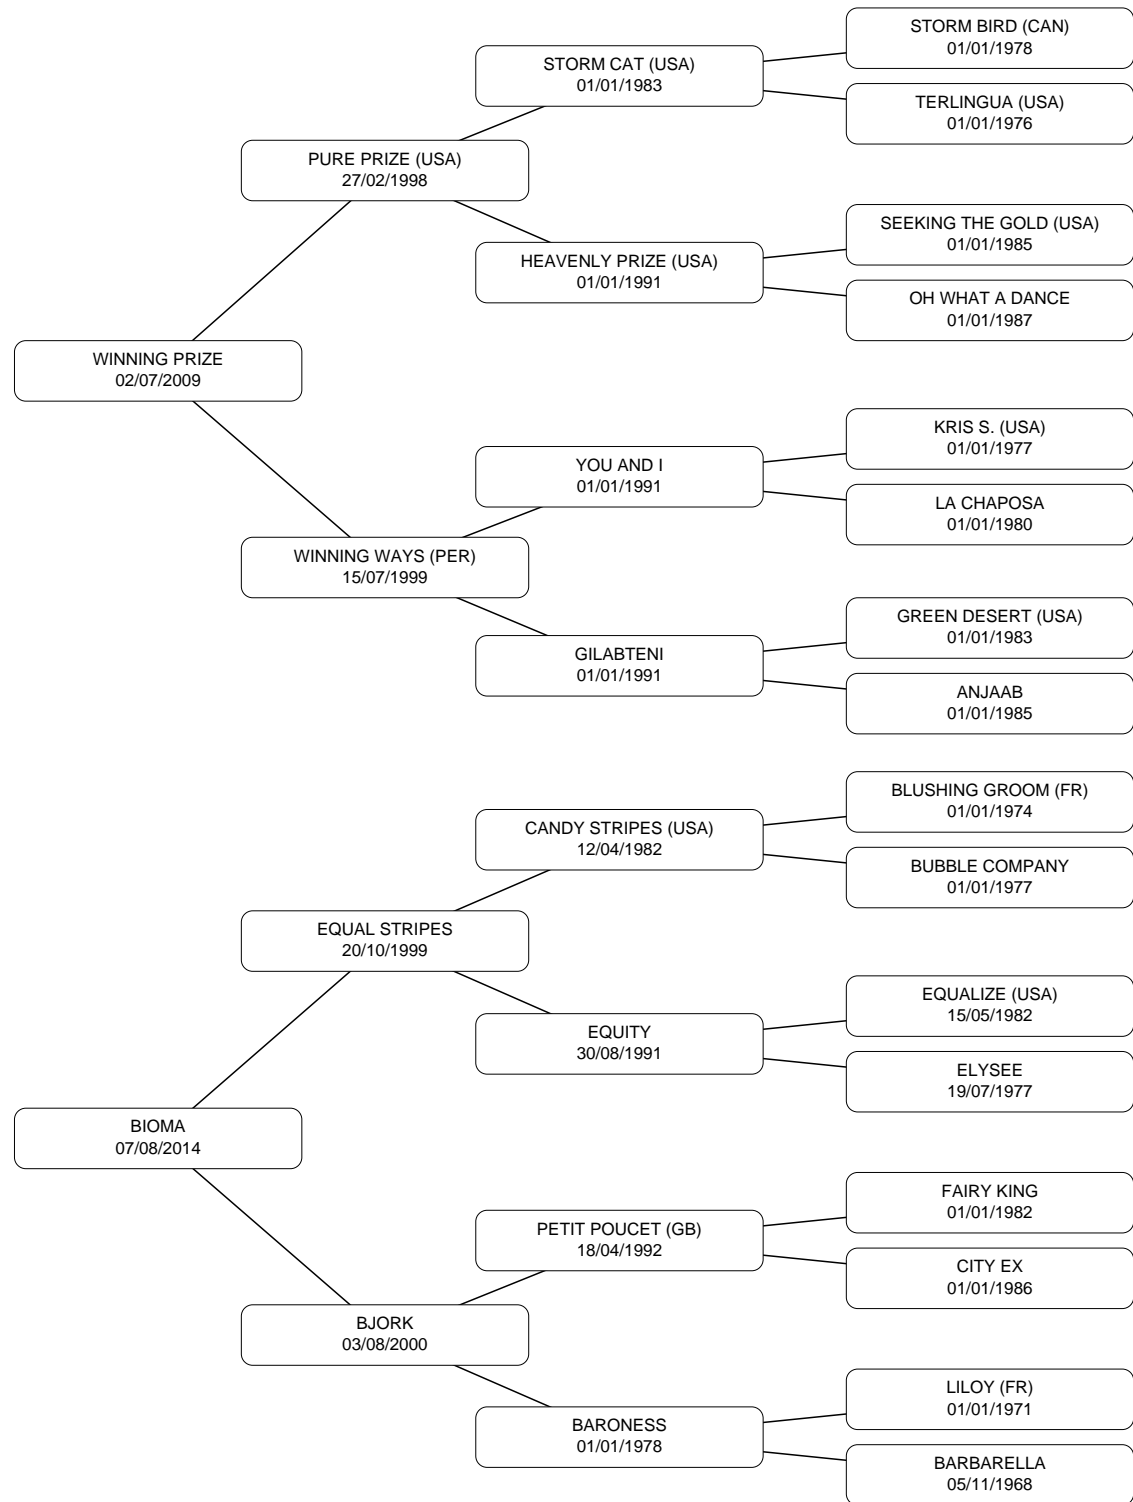 STORM BIRD (CAN)
01/01/1978
STORM CAT (USA)
01/01/1983
TERLINGUA (USA)
01/01/1976
PURE PRIZE (USA)
27/02/1998
SEEKING THE GOLD (USA)
01/01/1985
HEAVENLY PRIZE (USA)
01/01/1991
OH WHAT A DANCE
01/01/1987
WINNING PRIZE
02/07/2009
KRIS S. (USA)
01/01/1977
YOU AND I
01/01/1991
LA CHAPOSA
01/01/1980
WINNING WAYS (PER)
15/07/1999
GREEN DESERT (USA)
01/01/1983
GILABTENI
01/01/1991
ANJAAB
01/01/1985
BLUSHING GROOM (FR)
01/01/1974
CANDY STRIPES (USA)
12/04/1982
BUBBLE COMPANY
01/01/1977
EQUAL STRIPES
20/10/1999
EQUALIZE (USA)
15/05/1982
EQUITY
30/08/1991
ELYSEE
19/07/1977
BIOMA
07/08/2014
FAIRY KING
01/01/1982
PETIT POUCET (GB)
18/04/1992
CITY EX
01/01/1986
BJORK
03/08/2000
LILOY (FR)
01/01/1971
BARONESS
01/01/1978
BARBARELLA
05/11/1968